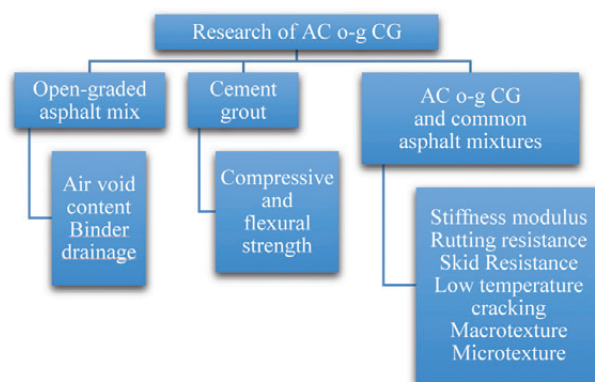 Research of AC o-g CG
Open-graded
asphalt mix
Cement
grout
AC o-g CG
and common
asphalt mixtures
Air void
content
Binder
drainage
Compressive
and
flexural
strength
Stiffness modulus
Rutting resistance
Skid Resistance
Low temperature
cracking
Macrotexture
Microtexture